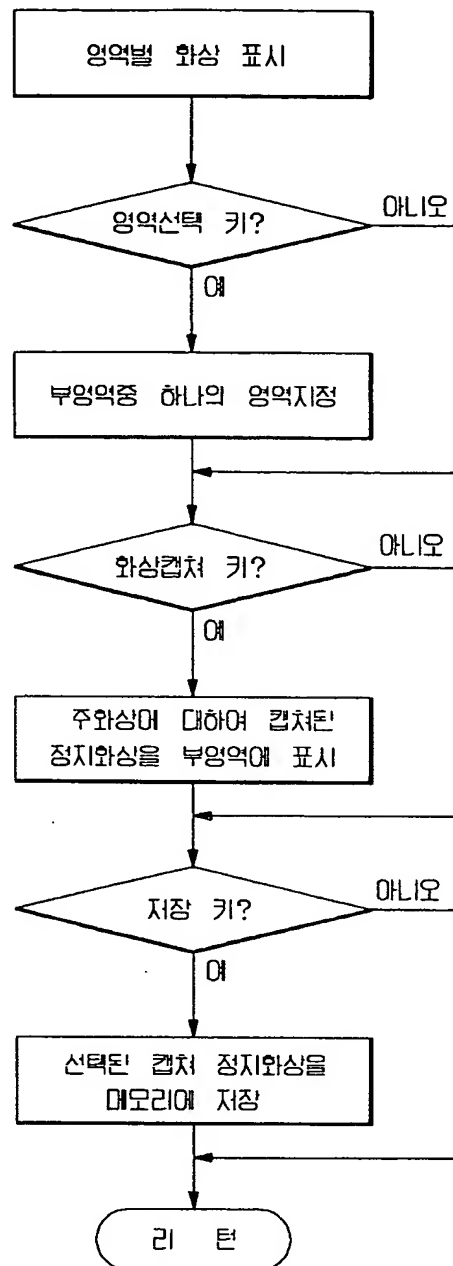 영역별 화상 표시
영역선택 키?
아니오
예
부영역중 하나의 영역지정
화상캡쳐 키?
아니오
예
주화상에 대하여 캡쳐된
정지화상을 부영역에 표시
저장 키?
아니오
예
선택된 캡쳐 정지화상을
메모리에 저장
리 턴